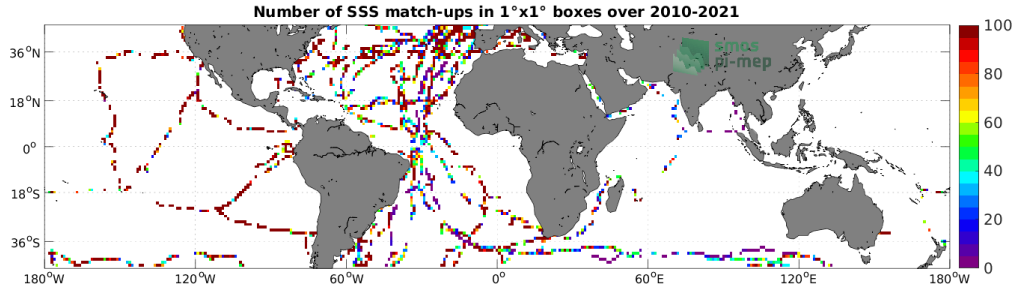 Number of SSS match-ups in 1°x1° boxes over 2010-2021
smos
pi-mep
36°N
18°N
0°
18°S
36°S
180°W
120°W
60°W
0°
60°E
120°E
180°W
100
80
60
40
20
0